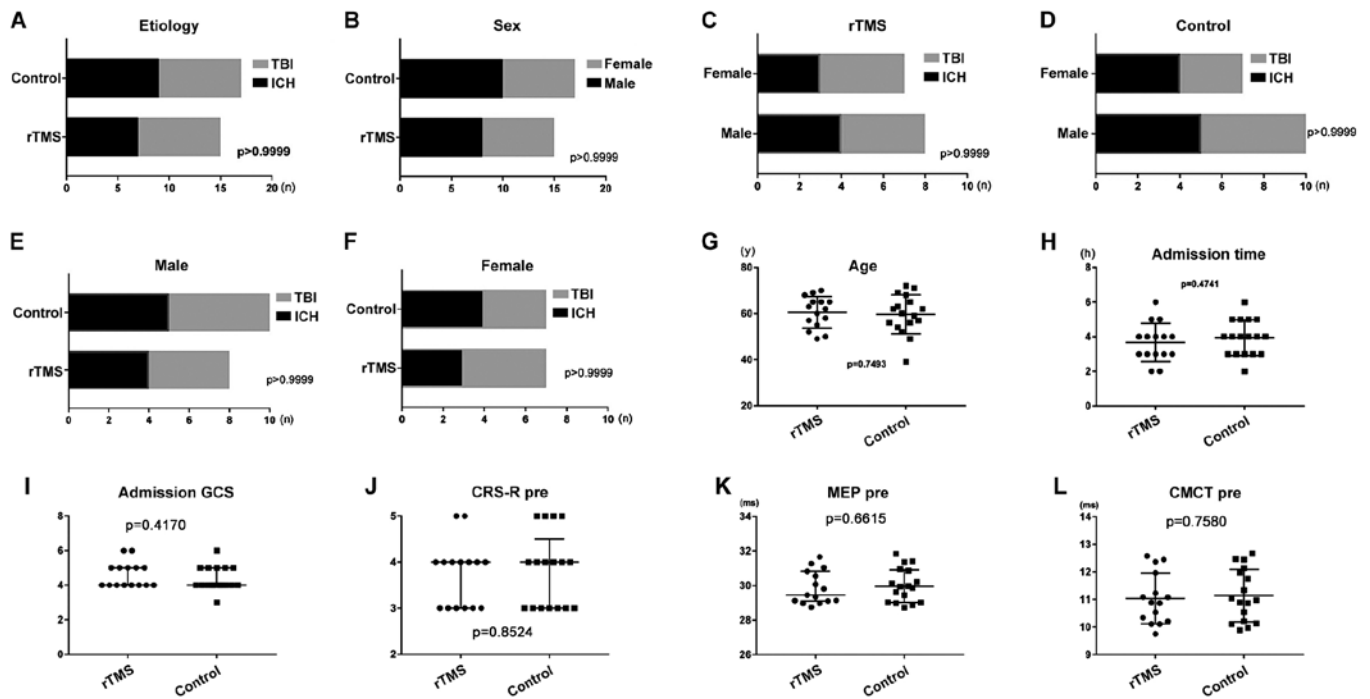 A
Etiology
Control
rTMS
TBI
ICH
p>0.9999
0 5 10 15 20 (n)
B
Sex
Control
rTMS
Female
Male
p>0.9999
0 5 10 15 20 (n)
C
rTMS
Female
Male
TBI
ICH
p>0.9999
0 2 4 6 8 10 (n)
D
Control
Female
Male
TBI
ICH
p>0.9999
0 2 4 6 8 10 (n)
E
Male
Control
rTMS
TBI
ICH
p>0.9999
0 2 4 6 8 10 (n)
F
Female
Control
rTMS
TBI
ICH
p>0.9999
0 2 4 6 8 10 (n)
G
(y)
Age
80
60
40
20
p=0.7493
rTMS Control
H
(h)
Admission time
8
6
4
2
0
p=0.4741
rTMS Control
I
Admission GCS
8
6
4
2
0
p=0.4170
rTMS Control
J
CRS-R pre
6
5
4
3
2
p=0.8524
rTMS Control
K
(ms)
MEP pre
34
32
30
28
26
p=0.6615
rTMS Control
L
(ms)
CMCT pre
14
13
12
11
10
9
p=0.7580
rTMS Control